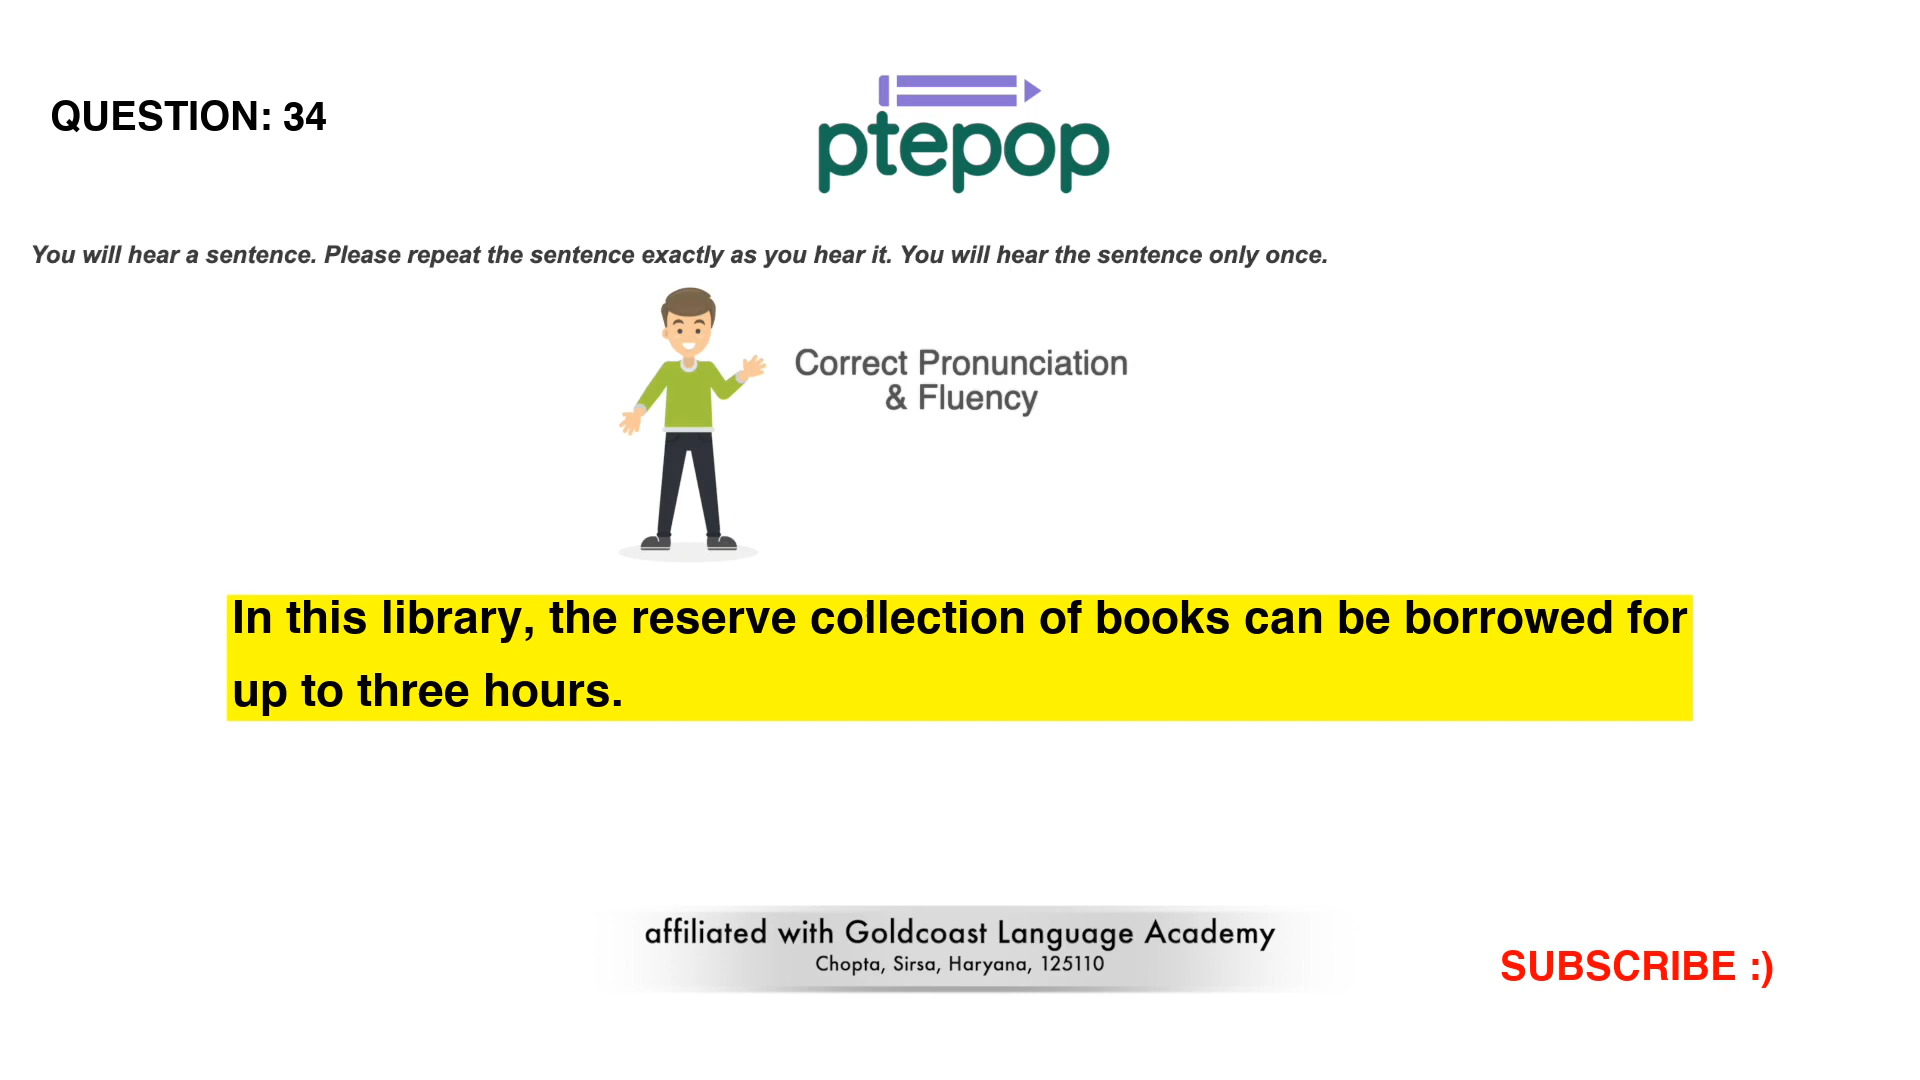 QUESTION: 34
ptepop
You will hear a sentence. Please repeat the sentence exactly as you hear it. You will hear the sentence only once.
Correct Pronunciation
& Fluency
In this library, the reserve collection of books can be borrowed for
up to three hours.
affiliated with Goldcoast Language Academy
Chopta, Sirsa, Haryana, 125110
SUBSCRIBE :)